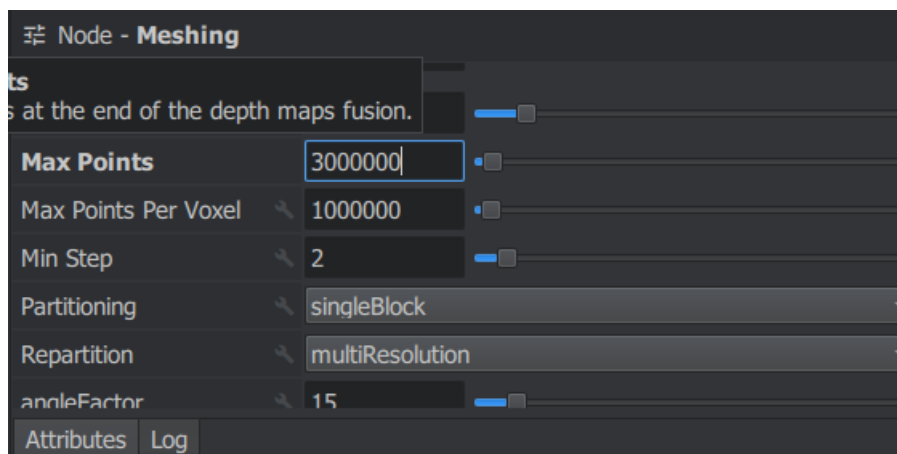 Node - Meshing
ts
s at the end of the depth maps fusion.
Max Points 3000000
Max Points Per Voxel 1000000
Min Step 2
Partitioning singleBlock
Repartition multiResolution
angleFactor 15
Attributes Log